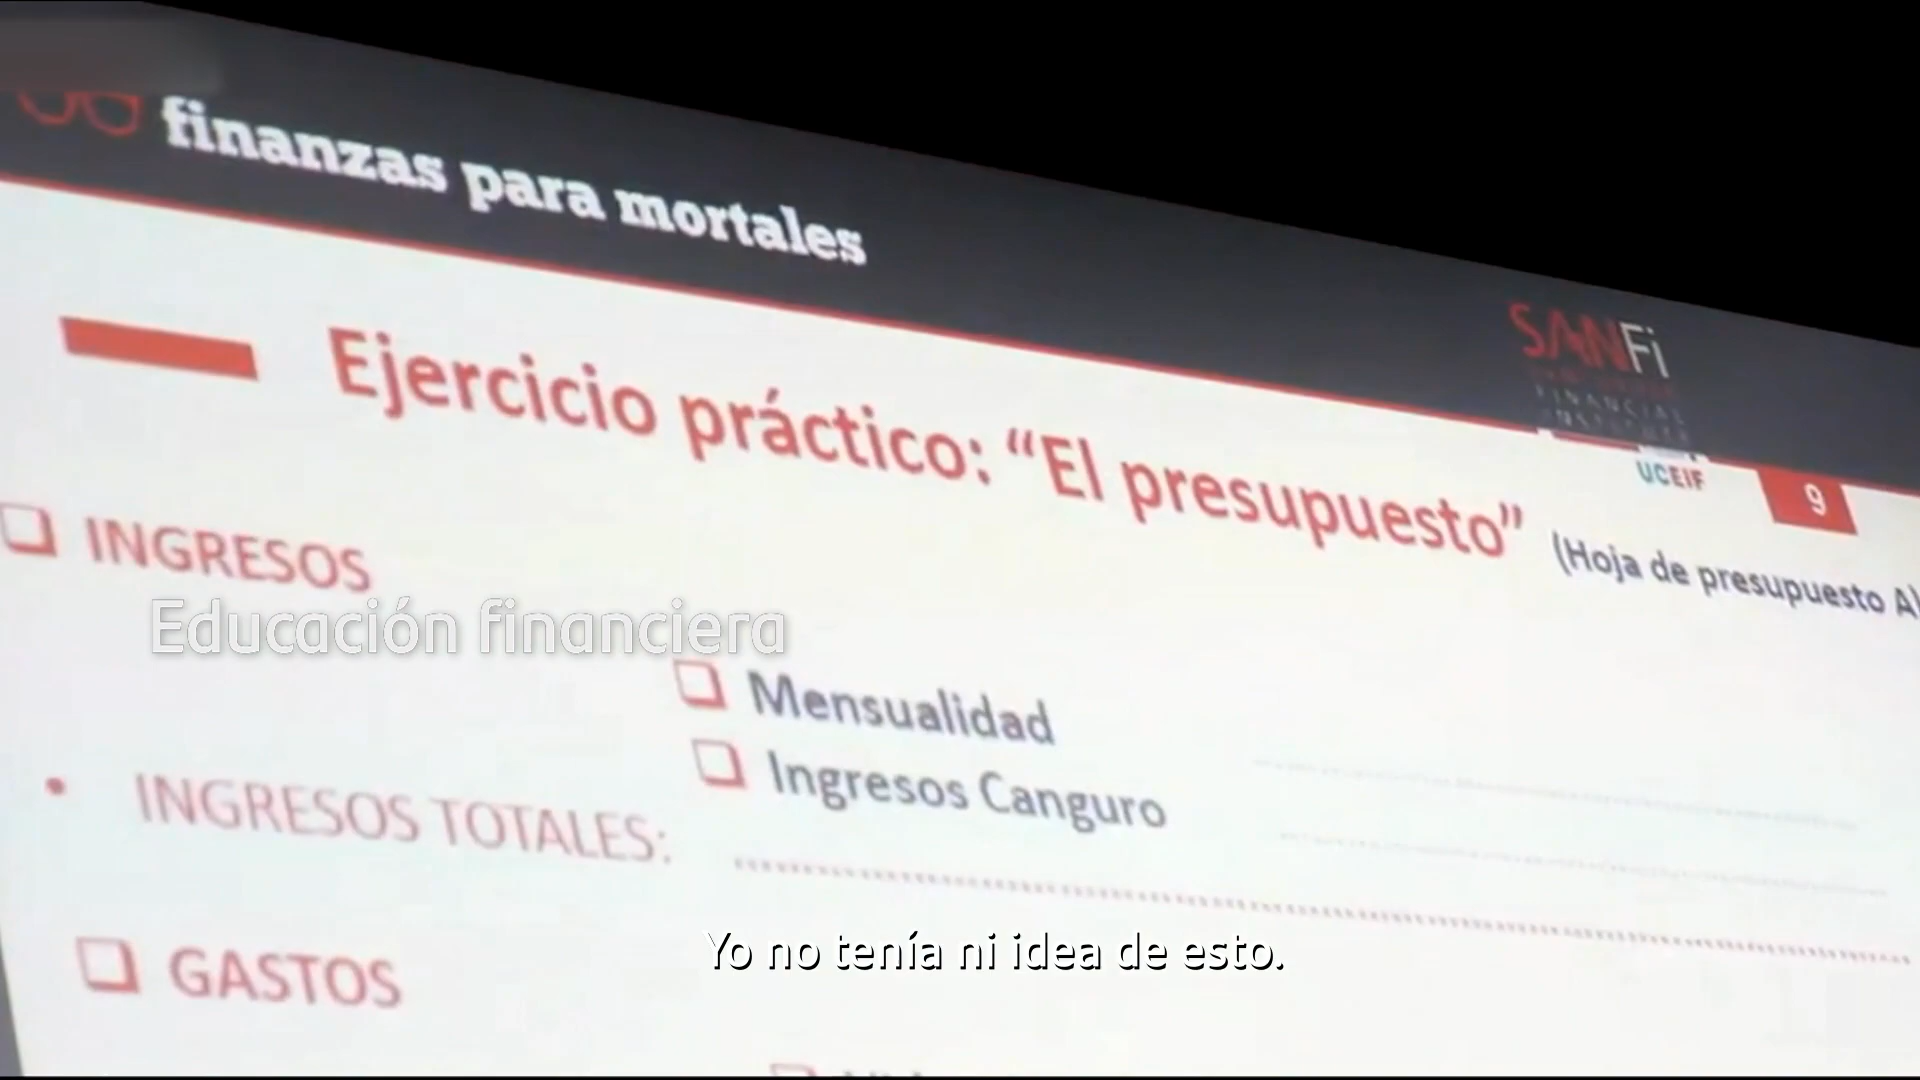 finanzas para mortales
SANFi
FINANCIAL
INSTITUTE
UCEIF
9
Ejercicio práctico: “El presupuesto” (Hoja de presupuesto
INGRESOS
Educación financiera
Mensualidad
Ingresos Canguro
INGRESOS TOTALES:
GASTOS
Yo no tenía ni idea de esto.